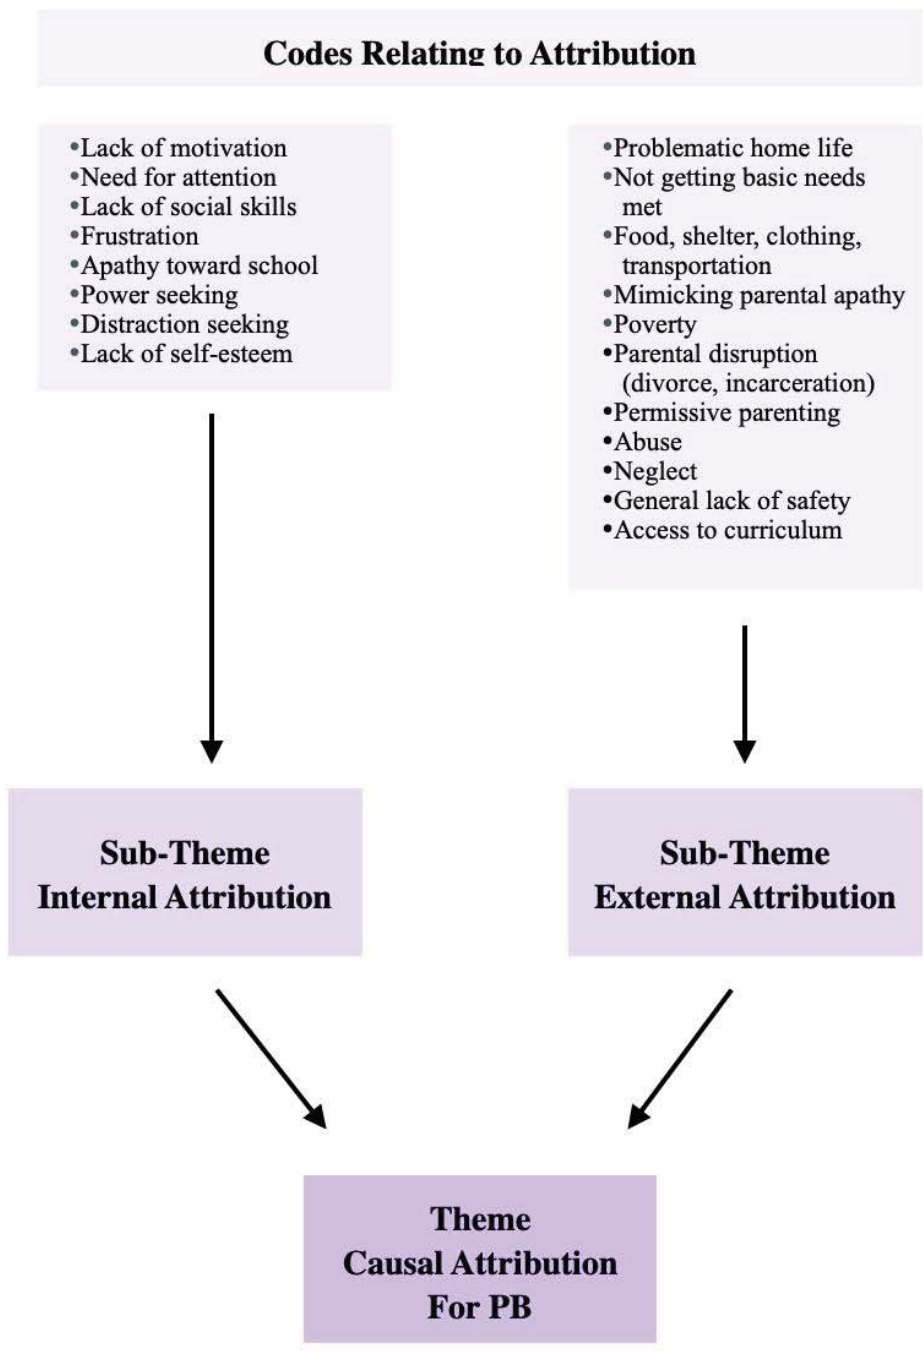 Codes Relating to Attribution
•Lack of motivation
•Need for attention
•Lack of social skills
•Frustration
•Apathy toward school
•Power seeking
•Distraction seeking
•Lack of self-esteem
•Problematic home life
•Not getting basic needs
met
•Food, shelter, clothing,
transportation
•Mimicking parental apathy
•Poverty
•Parental disruption
(divorce, incarceration)
•Permissive parenting
•Abuse
•Neglect
•General lack of safety
•Access to curriculum
Sub-Theme
Internal Attribution
Sub-Theme
External Attribution
Theme
Causal Attribution
For PB